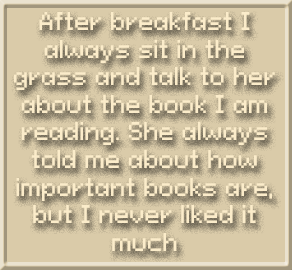 After breakfast I
always sit in the
grass and talk to her
about the book I am
reading. She always
told me about how
important books are,
but I never liked it
much